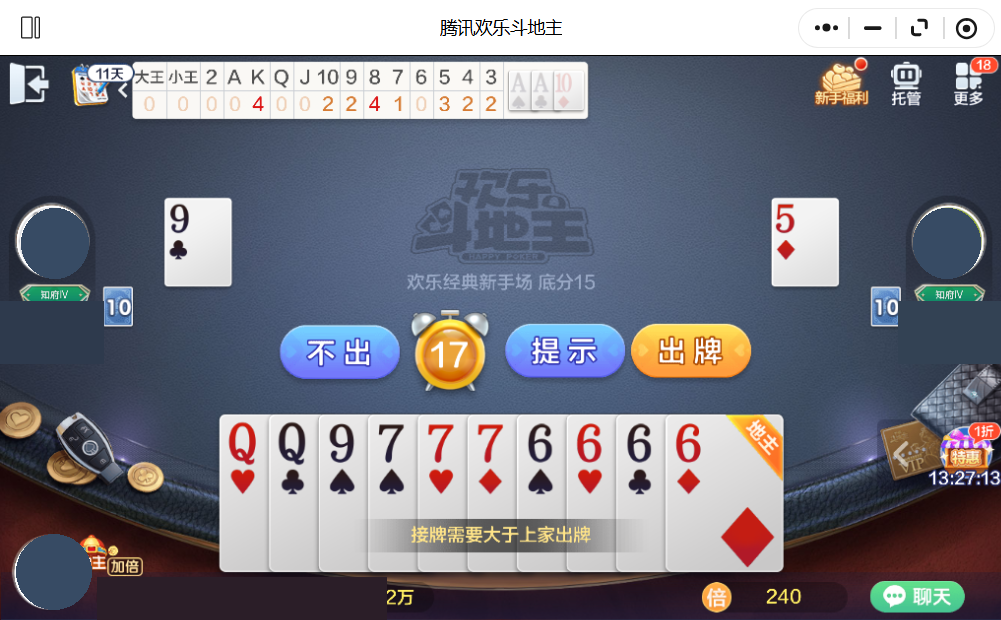 腾讯欢乐斗地主
11天
大王 小王 2 A K Q J 10 9 8 7 6 5 4 3
0 0 0 0 4 0 0 2 2 4 1 0 3 2 2
A A 10
新手福利
托管
18
更多
欢乐
斗地主
HAPPY POKER
欢乐经典新手场 底分15
9
5
知府IV
知府IV
10
10
不出
17
提示
出牌
Q Q 9 7 7 7 6 6 6 6
地主
接牌需要大于上家出牌
VIP
1折
特惠
13:27:13
主
加倍
2万
倍
240
聊天